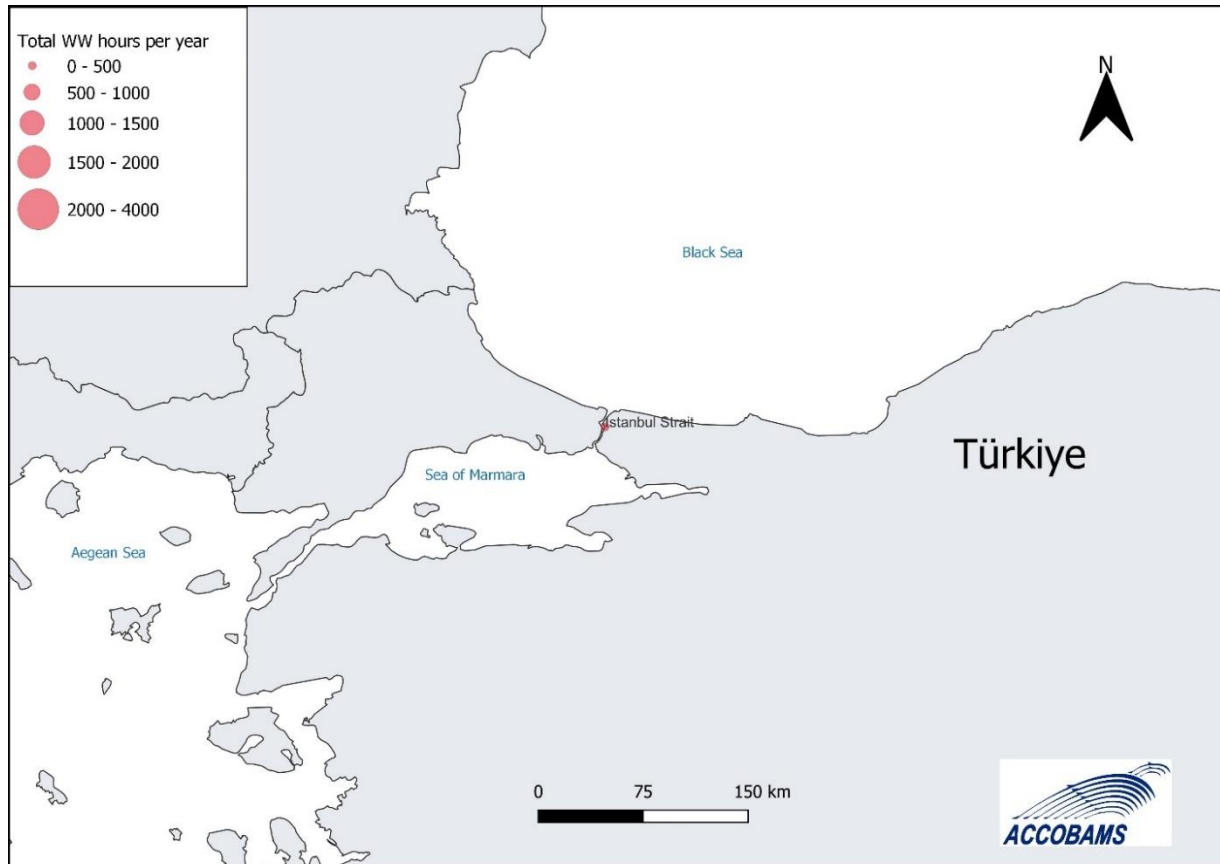 Total WW hours per year
0 - 500
500 - 1000
1000 - 1500
1500 - 2000
2000 - 4000
N
Black Sea
Istanbul Strait
Türkiye
Sea of Marmara
Aegean Sea
0 75 150 km
ACCOBAMS